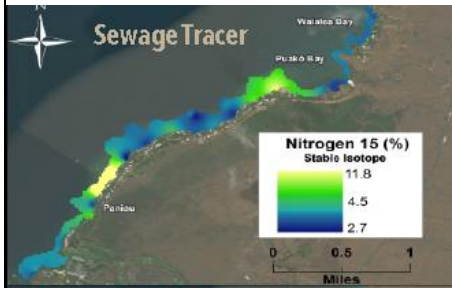 N
Sewage Tracer
Waialea Bay
Puakō Bay
Paniau
Nitrogen 15 (%)
Stable Isotope
11.8
4.5
2.7
0 0.5 1
Miles